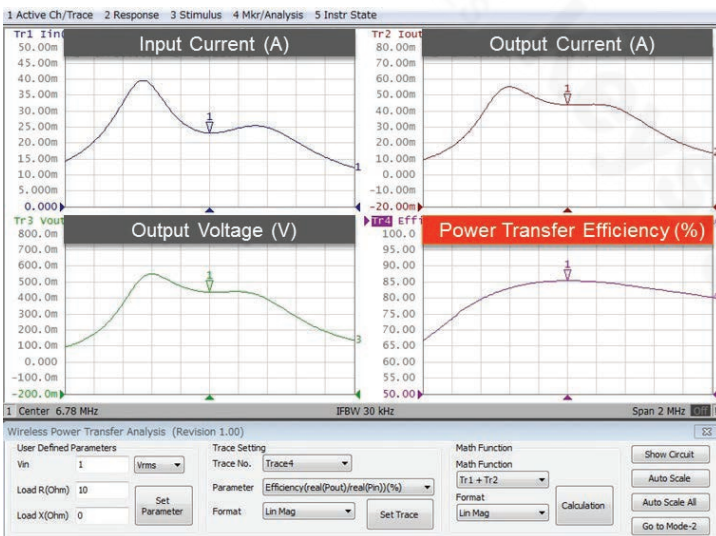 1 Active Ch/Trace 2 Response 3 Stimulus 4 Mkr/Analysis 5 Instr State
Tr1 Iin(
Input Current (A)
50.00m
45.00m
40.00m
35.00m
30.00m
25.00m
20.00m
15.00m
10.00m
5.000m
0.000
1
1
Tr2 Iout
Output Current (A)
80.00m
70.00m
60.00m
50.00m
40.00m
30.00m
20.00m
10.00m
0.000
-10.00m
-20.00m
1
2
Tr3 Vout
Output Voltage (V)
800.0m
700.0m
600.0m
500.0m
400.0m
300.0m
200.0m
100.0m
0.000
-100.0m
-200.0m
1
3
Tr4 Effi
Power Transfer Efficiency (%)
100.0
95.00
90.00
85.00
80.00
75.00
70.00
65.00
60.00
55.00
50.00
1
1 Center 6.78 MHz IFBW 30 kHz Span 2 MHz Off
Wireless Power Transfer Analysis (Revision 1.00)
User Defined Parameters
Vin 1 Vrms
Load R(Ohm) 10
Load X(Ohm) 0
Set
Parameter
Trace Setting
Trace No. Trace4
Parameter Efficiency(real(Pout)/real(Pin))(%)
Format Lin Mag Set Trace
Math Function
Math Function
Tr1 + Tr2
Format
Lin Mag
Calculation
Show Circuit
Auto Scale
Auto Scale All
Go to Mode-2